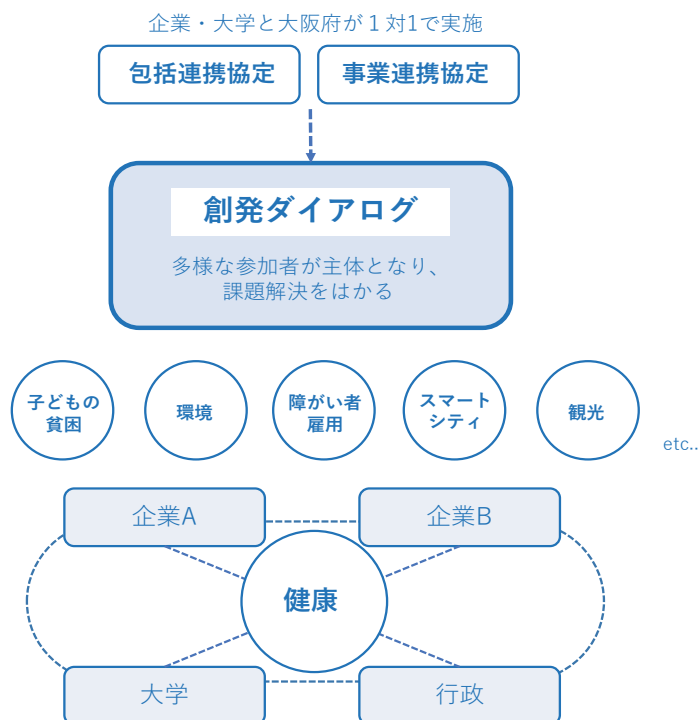 企業・大学と大阪府が１対1で実施
包括連携協定
事業連携協定
創発ダイアログ
多様な参加者が主体となり、
課題解決をはかる
子どもの
貧困
環境
障がい者
雇用
スマート
シティ
観光
etc..
企業A
企業B
健康
大学
行政